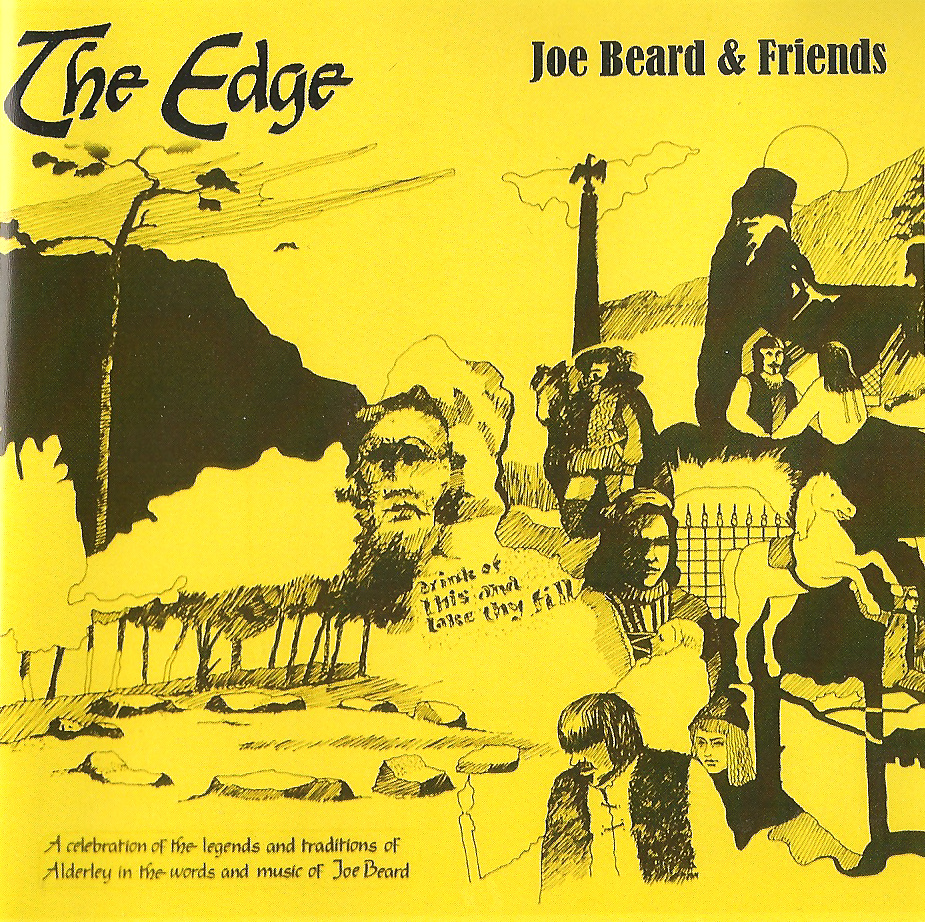 The Edge
Joe Beard & Friends
drink of
this and
take thy fill
A celebration of the legends and traditions of
Alderley in the words and music of Joe Beard